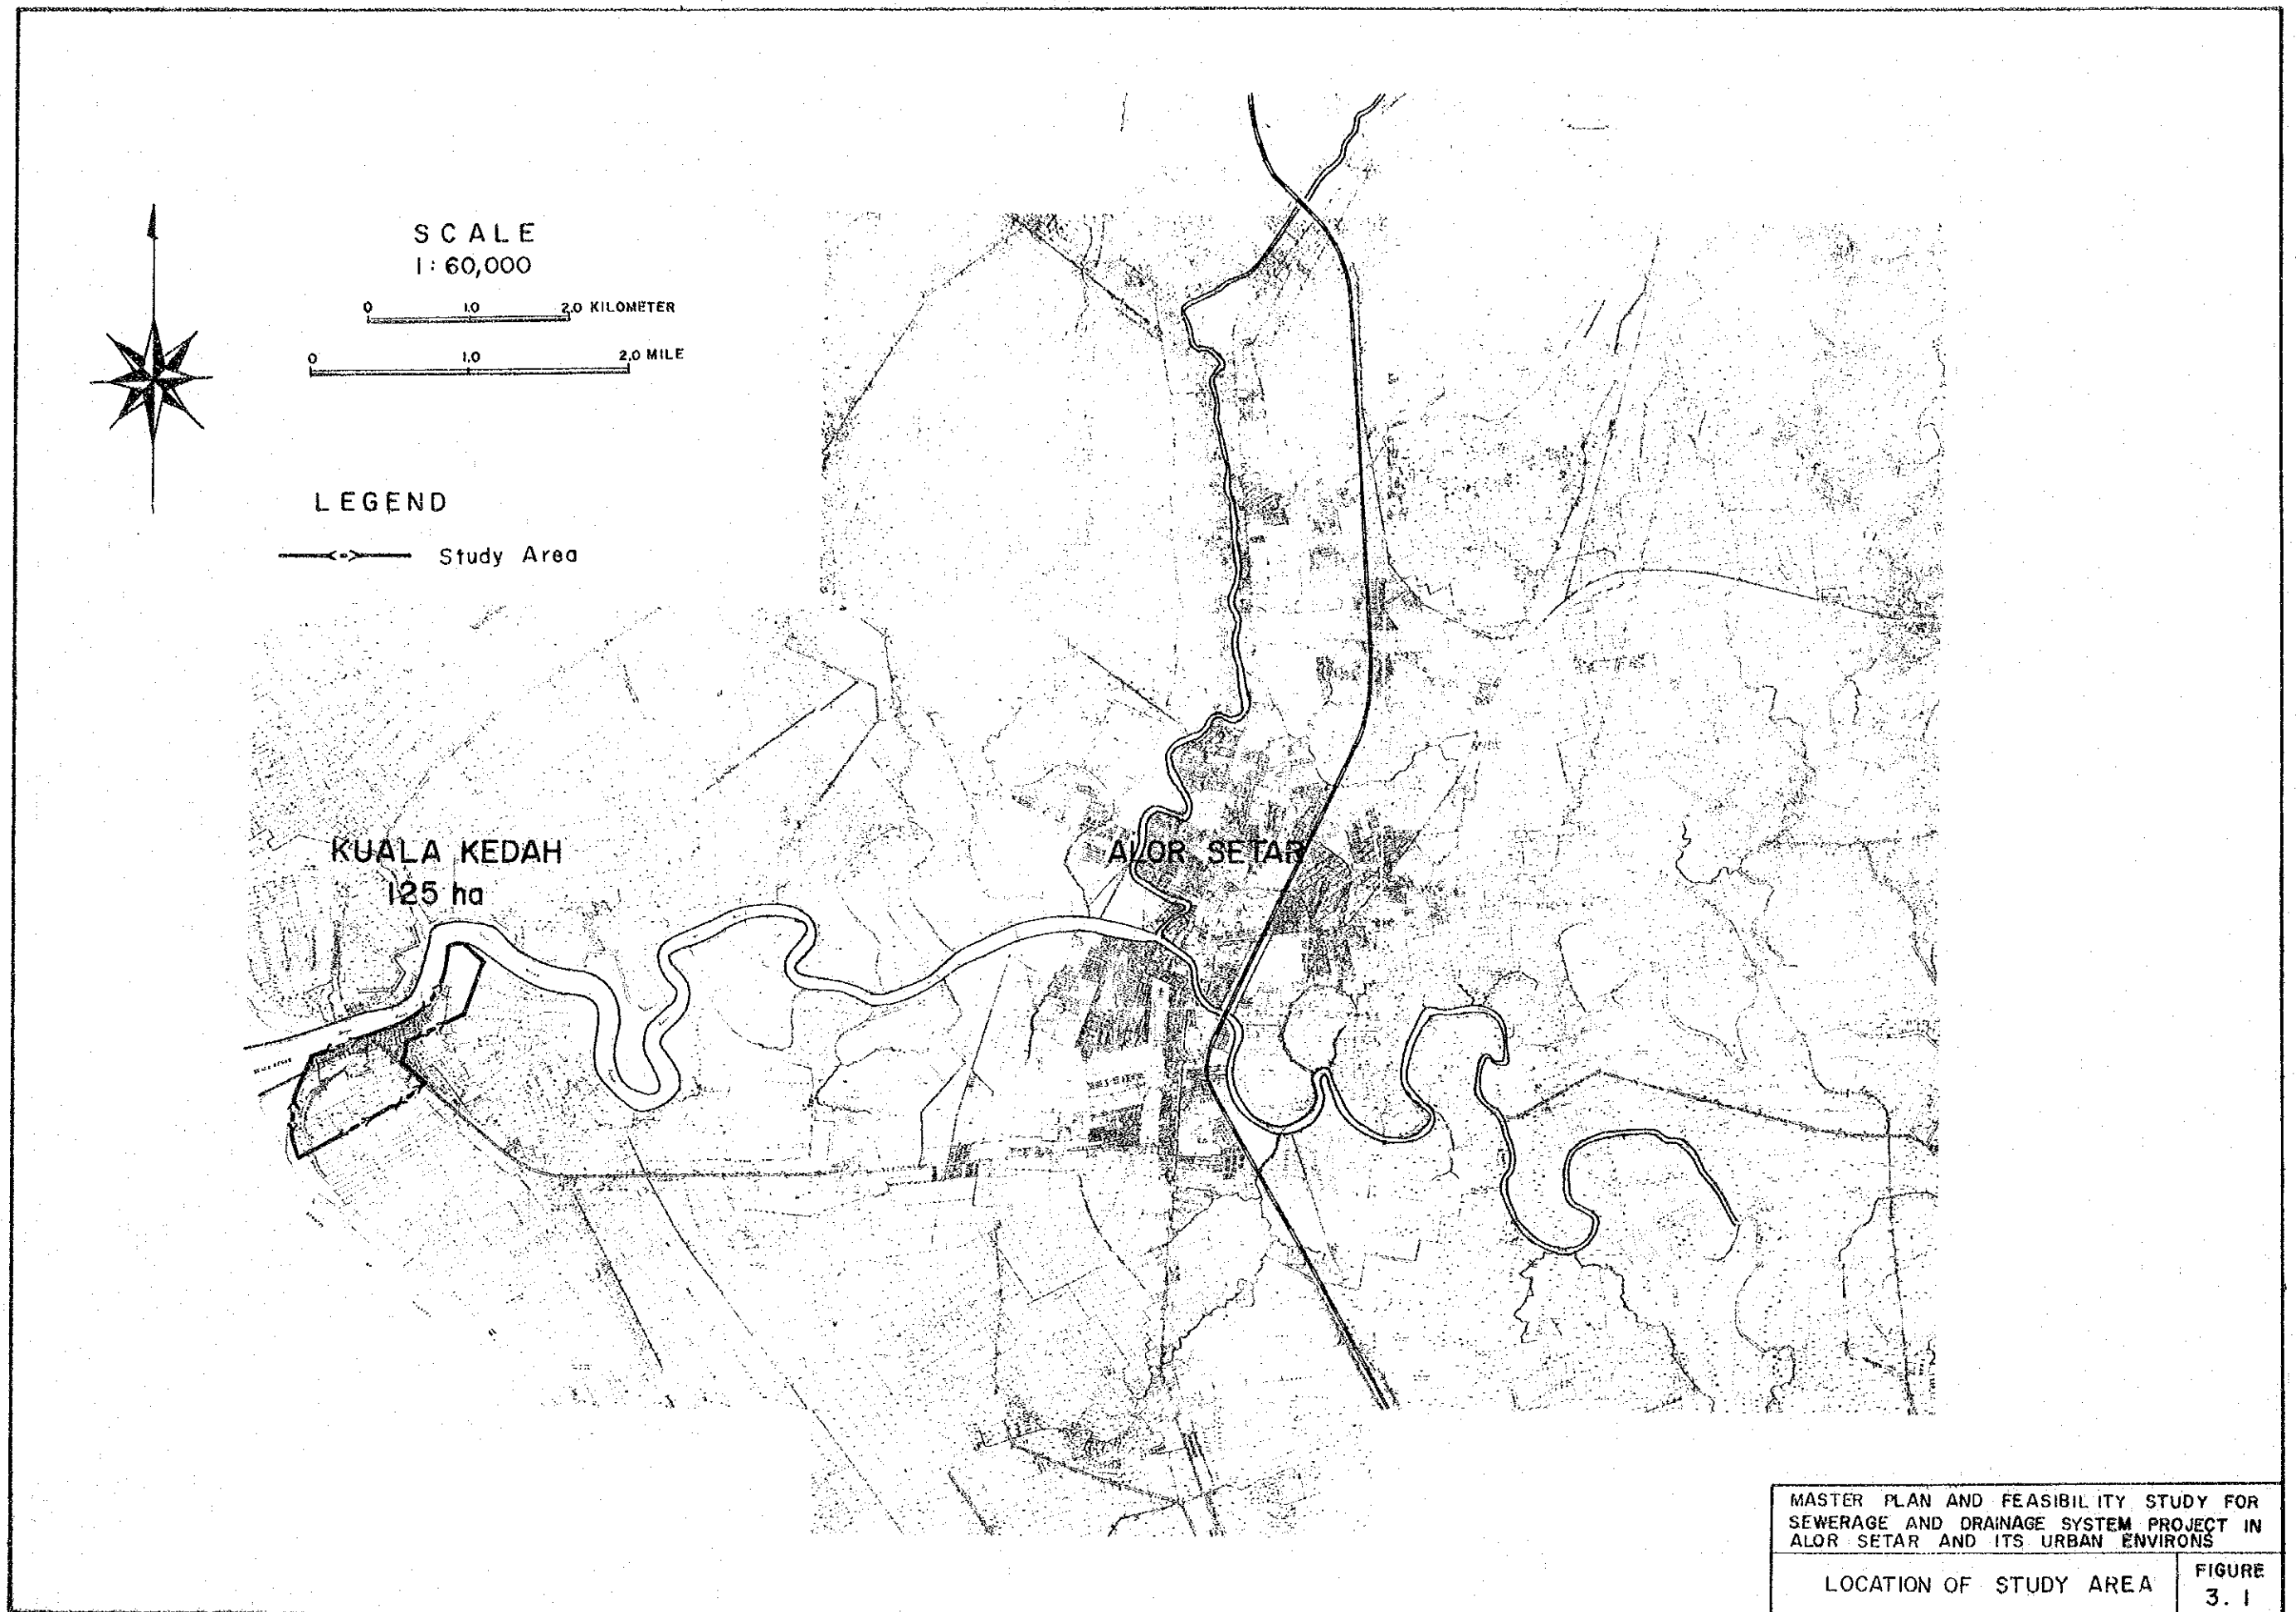 SCALE
1:60,000
0 1.0 2.0 KILOMETER
0 1.0 2.0 MILE
LEGEND
Study Area
KUALA KEDAH
125 ha
ALOR SETAR
MASTER PLAN AND FEASIBILITY STUDY FOR
SEWERAGE AND DRAINAGE SYSTEM PROJECT IN
ALOR SETAR AND ITS URBAN ENVIRONS
LOCATION OF STUDY AREA
FIGURE
3.1